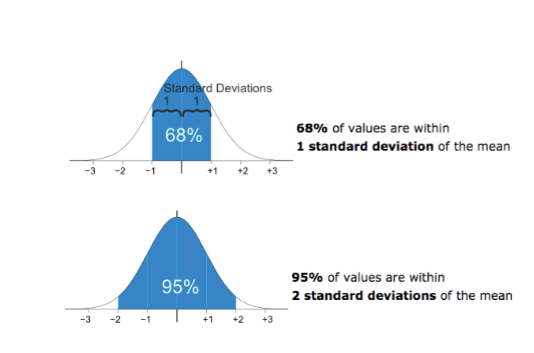 Standard Deviations
1 1
68%
−3 −2 −1 +1 +2 +3
68% of values are within
1 standard deviation of the mean
95%
−3 −2 −1 +1 +2 +3
95% of values are within
2 standard deviations of the mean